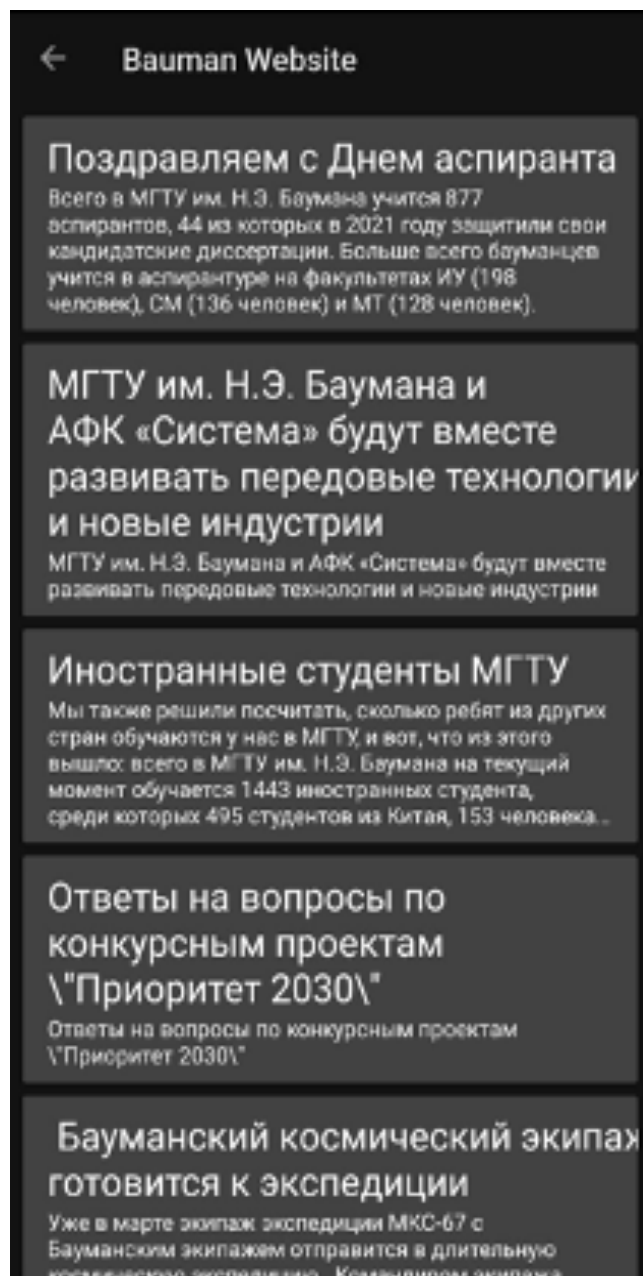 Bauman Website
Поздравляем с Днем аспиранта
Всего в МГТУ им. Н.Э. Баумана учится 877
аспирантов, 44 из которых в 2021 году защитили свои
кандидатские диссертации. Больше всего бауманцев
учится в аспирантуре на факультетах ИУ (198
человек), СМ (136 человек) и МТ (128 человек).
МГТУ им. Н.Э. Баумана и
АФК «Система» будут вместе
развивать передовые технологии
и новые индустрии
МГТУ им. Н.Э. Баумана и АФК «Система» будут вместе
развивать передовые технологии и новые индустрии
Иностранные студенты МГТУ
Мы также решили посчитать, сколько ребят из других
стран обучаются у нас в МГТУ, и вот, что из этого
вышло: всего в МГТУ им. Н.Э. Баумана на текущий
момент обучается 1443 иностранных студента,
среди которых 495 студентов из Китая, 153 человека...
Ответы на вопросы по
конкурсным проектам
\"Приоритет 2030\"
Ответы на вопросы по конкурсным проектам
\"Приоритет 2030\"
Бауманский космический экипаж
готовится к экспедиции
Уже в марте экипаж экспедиции МКС-67 с
Бауманским экипажем отправится в длительную
космическую экспедицию. Командиром экипажа